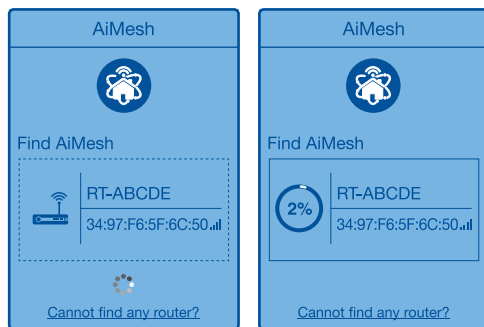 AiMesh
Find AiMesh
RT-ABCDE
34:97:F6:5F:6C:50
Cannot find any router?
AiMesh
Find AiMesh
2%
RT-ABCDE
34:97:F6:5F:6C:50
Cannot find any router?